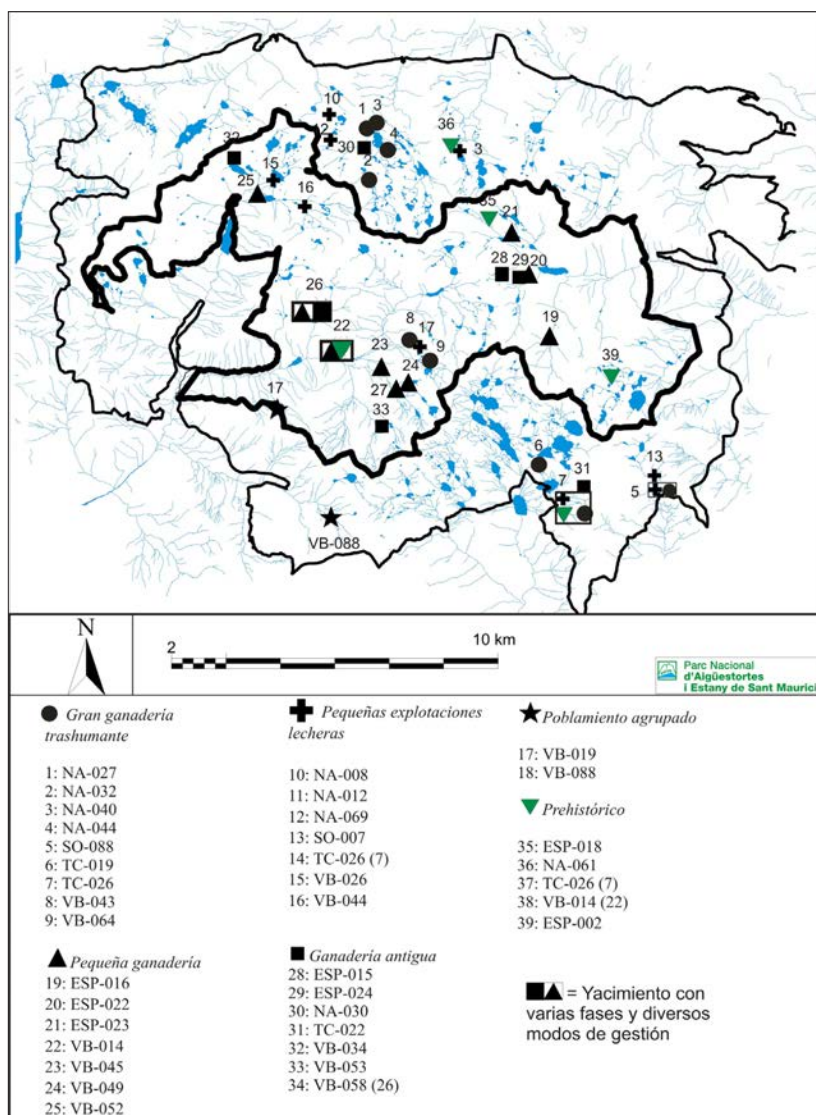 10
3
1
36
12
30
4
3
32
15
2
25
16
35
21
28
29
20
26
8
17
19
22
23
9
24
39
27
17
33
6
31
13
7
5
VB-088
N
2
10 km
Parc Nacional
d'Aigüestortes
i Estany de Sant Maurici
Gran ganadería
trashumante
1: NA-027
2: NA-032
3: NA-040
4: NA-044
5: SO-088
6: TC-019
7: TC-026
8: VB-043
9: VB-064
Pequeñas explotaciones
lecheras
10: NA-008
11: NA-012
12: NA-069
13: SO-007
14: TC-026 (7)
15: VB-026
16: VB-044
Poblamiento agrupado
17: VB-019
18: VB-088
Prehistórico
35: ESP-018
36: NA-061
37: TC-026 (7)
38: VB-014 (22)
39: ESP-002
Pequeña ganadería
19: ESP-016
20: ESP-022
21: ESP-023
22: VB-014
23: VB-045
24: VB-049
25: VB-052
Ganadería antigua
28: ESP-015
29: ESP-024
30: NA-030
31: TC-022
32: VB-034
33: VB-053
34: VB-058 (26)
= Yacimiento con
varias fases y diversos
modos de gestión